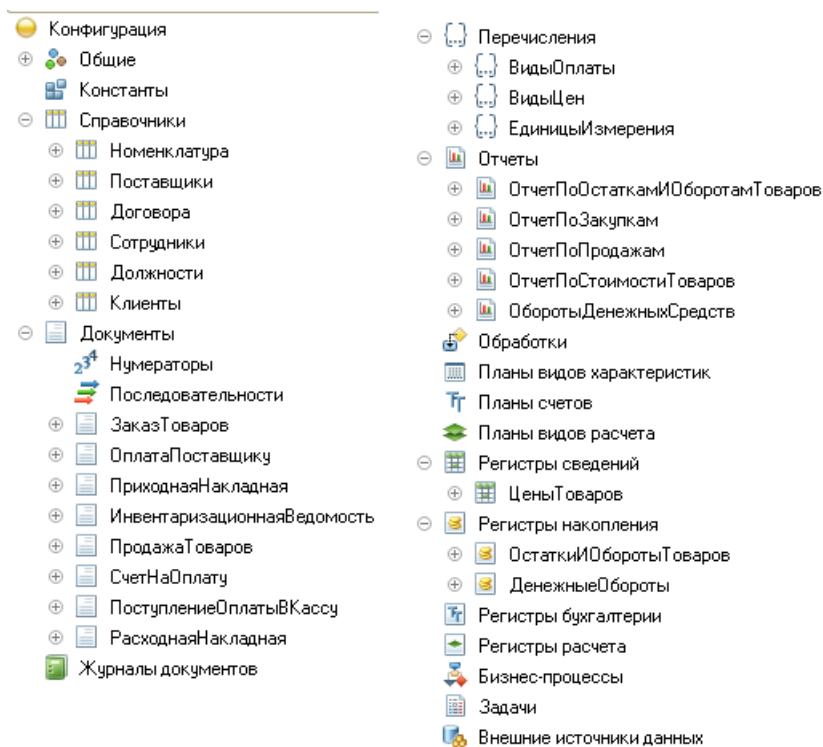 Конфигурация
Общие
Константы
Справочники
Номенклатура
Поставщики
Договора
Сотрудники
Должности
Клиенты
Документы
Нумераторы
Последовательности
ЗаказТоваров
ОплатаПоставщику
ПриходнаяНакладная
ИнвентаризационнаяВедомость
ПродажаТоваров
СчетНаОплату
ПоступлениеОплатыВКассу
РасходнаяНакладная
Журналы документов
Перечисления
ВидыОплаты
ВидыЦен
ЕдиницыИзмерения
Отчеты
ОтчетПоОстаткамИОборотамТоваров
ОтчетПоЗакупкам
ОтчетПоПродажам
ОтчетПоСтоимостиТоваров
ОборотыДенежныхСредств
Обработки
Планы видов характеристик
Планы счетов
Планы видов расчета
Регистры сведений
ЦеныТоваров
Регистры накопления
ОстаткиИОборотыТоваров
ДенежныеОбороты
Регистры бухгалтерии
Регистры расчета
Бизнес-процессы
Задачи
Внешние источники данных